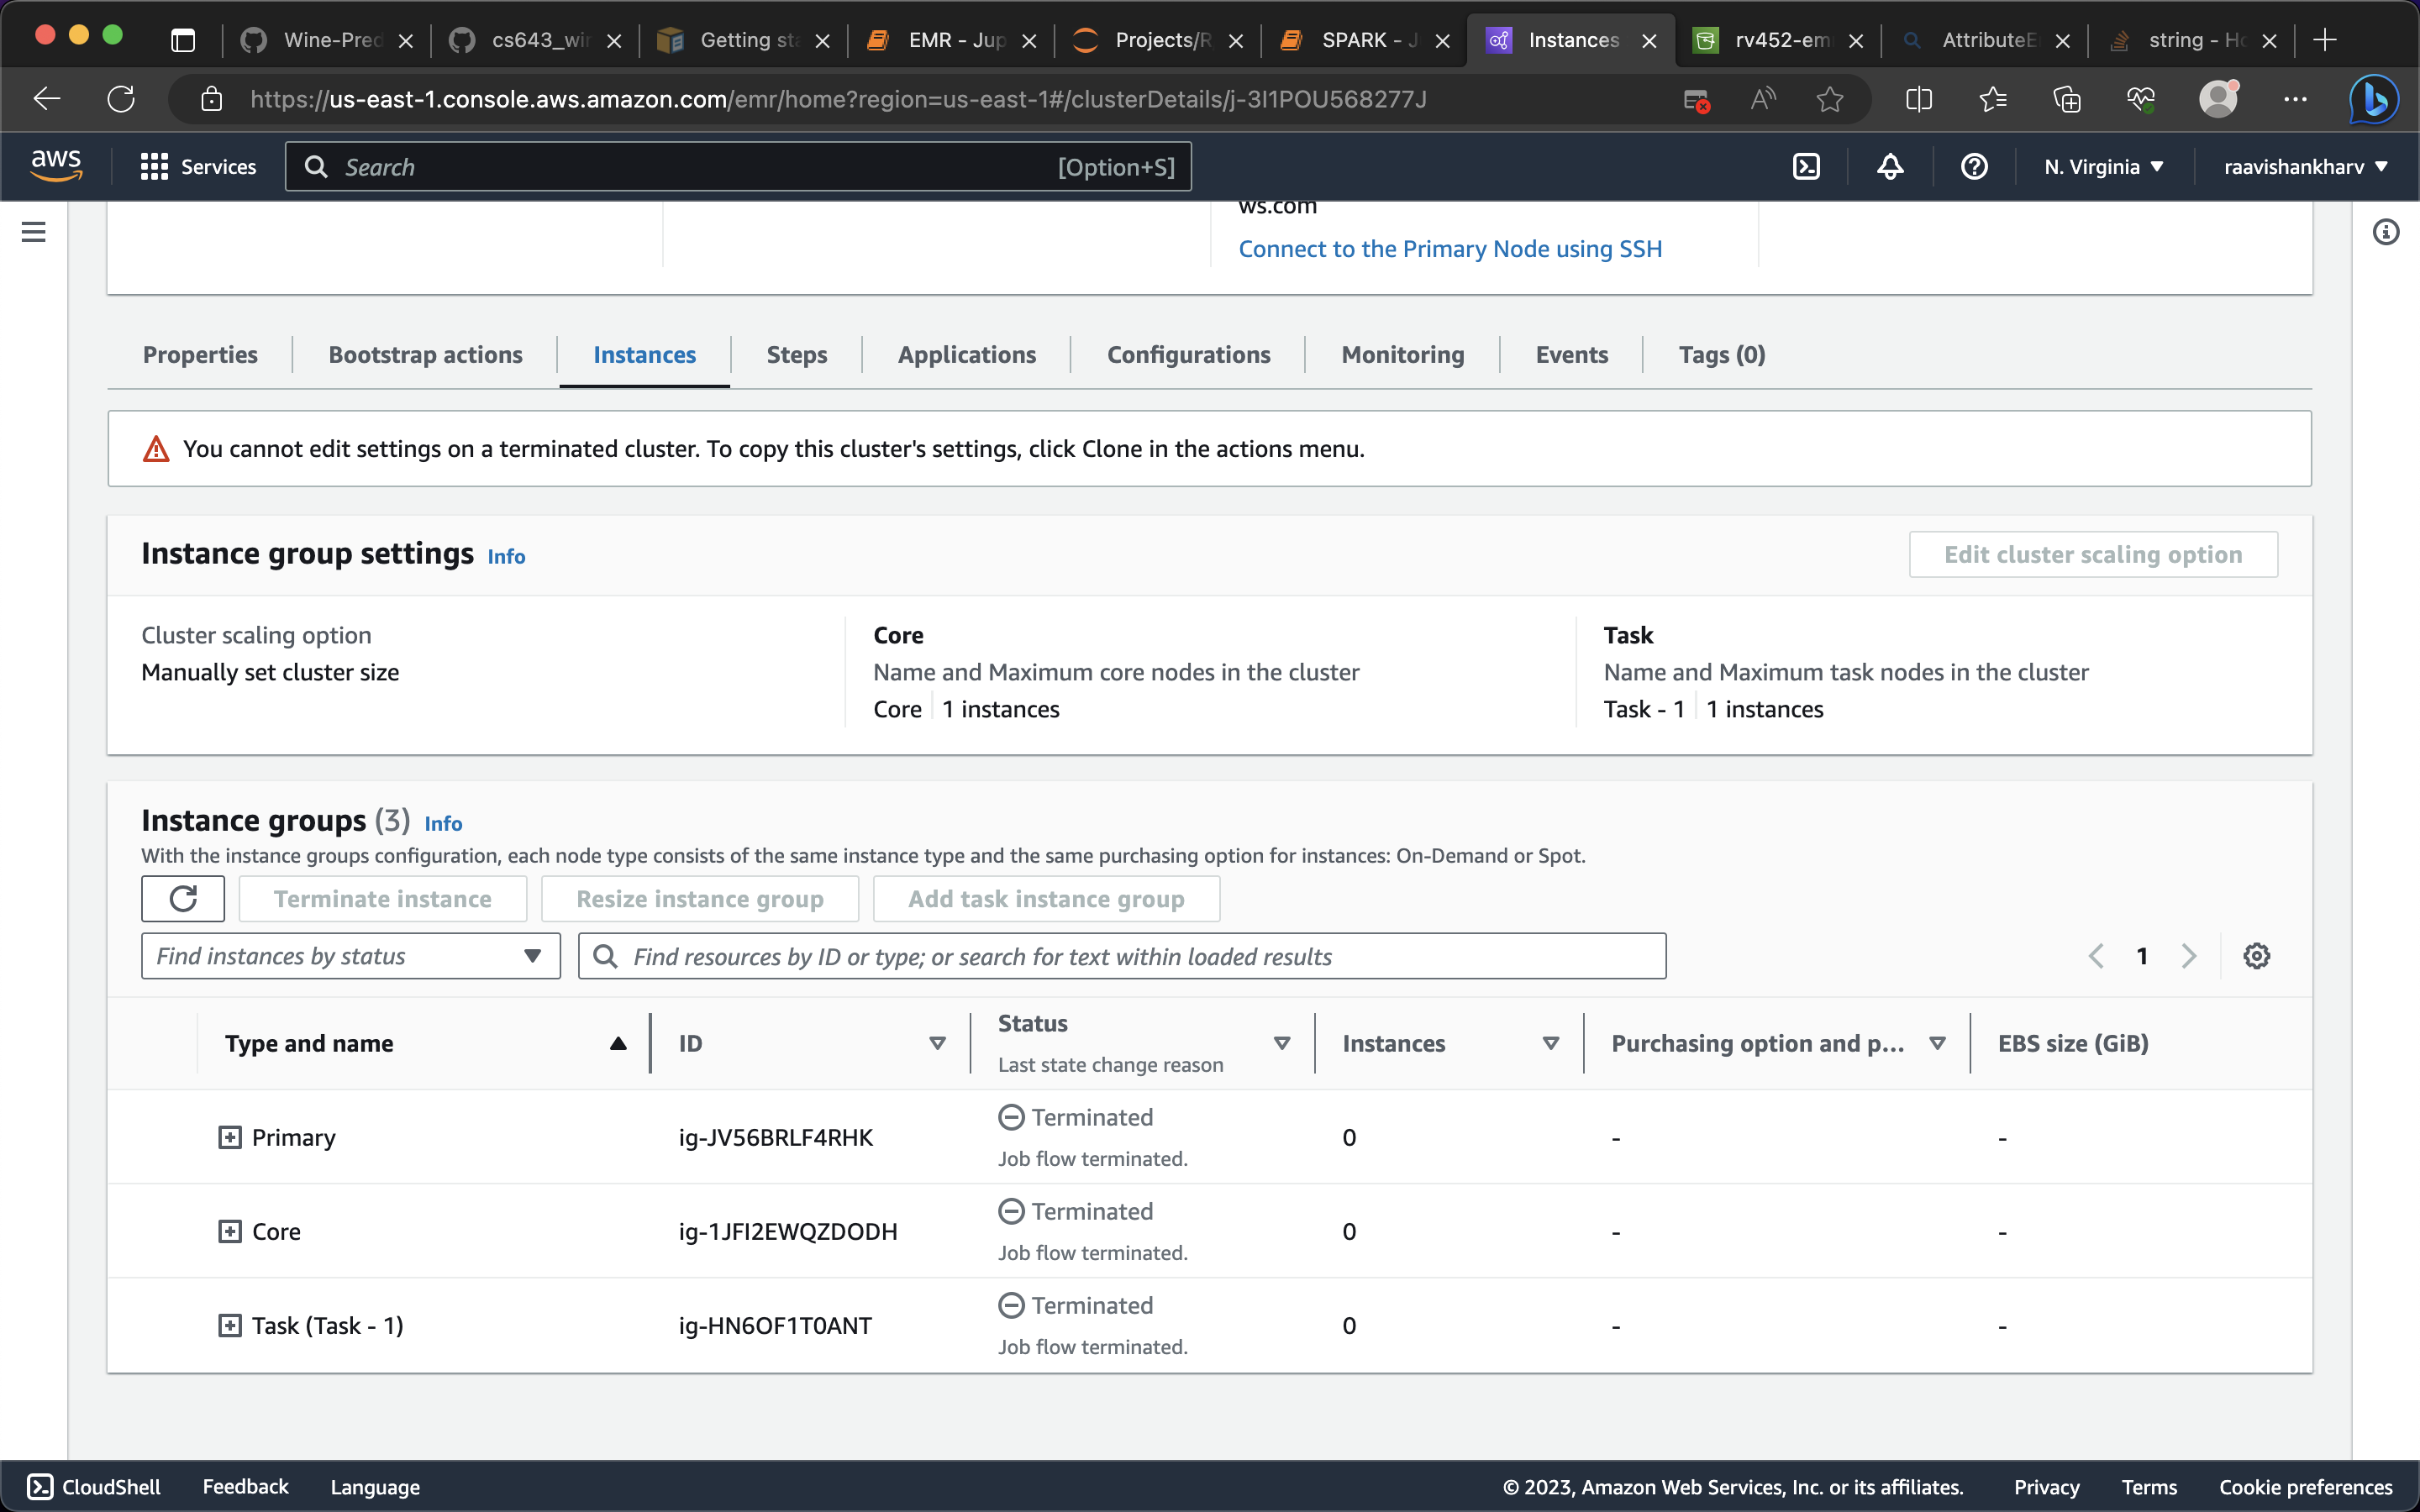 Wine-Pred
cs643_wir
Getting sta
EMR - Jup
Projects/R
SPARK - J
Instances
rv452-em
AttributeE
string - Ho
https://us-east-1.console.aws.amazon.com/emr/home?region=us-east-1#/clusterDetails/j-3I1POU568277J
aws
Services
Search
[Option+S]
N. Virginia
raavishankharv
ws.com
Connect to the Primary Node using SSH
Properties
Bootstrap actions
Instances
Steps
Applications
Configurations
Monitoring
Events
Tags (0)
You cannot edit settings on a terminated cluster. To copy this cluster's settings, click Clone in the actions menu.
Instance group settings Info
Edit cluster scaling option
Cluster scaling option
Manually set cluster size
Core
Name and Maximum core nodes in the cluster
Core 1 instances
Task
Name and Maximum task nodes in the cluster
Task - 1 1 instances
Instance groups (3) Info
With the instance groups configuration, each node type consists of the same instance type and the same purchasing option for instances: On-Demand or Spot.
Terminate instance
Resize instance group
Add task instance group
Find instances by status
Find resources by ID or type; or search for text within loaded results
1
Type and name
ID
Status
Last state change reason
Instances
Purchasing option and p...
EBS size (GiB)
Primary
ig-JV56BRLF4RHK
Terminated
Job flow terminated.
0
-
-
Core
ig-1JFI2EWQZDODH
Terminated
Job flow terminated.
0
-
-
Task (Task - 1)
ig-HN6OF1T0ANT
Terminated
Job flow terminated.
0
-
-
CloudShell
Feedback
Language
© 2023, Amazon Web Services, Inc. or its affiliates.
Privacy
Terms
Cookie preferences